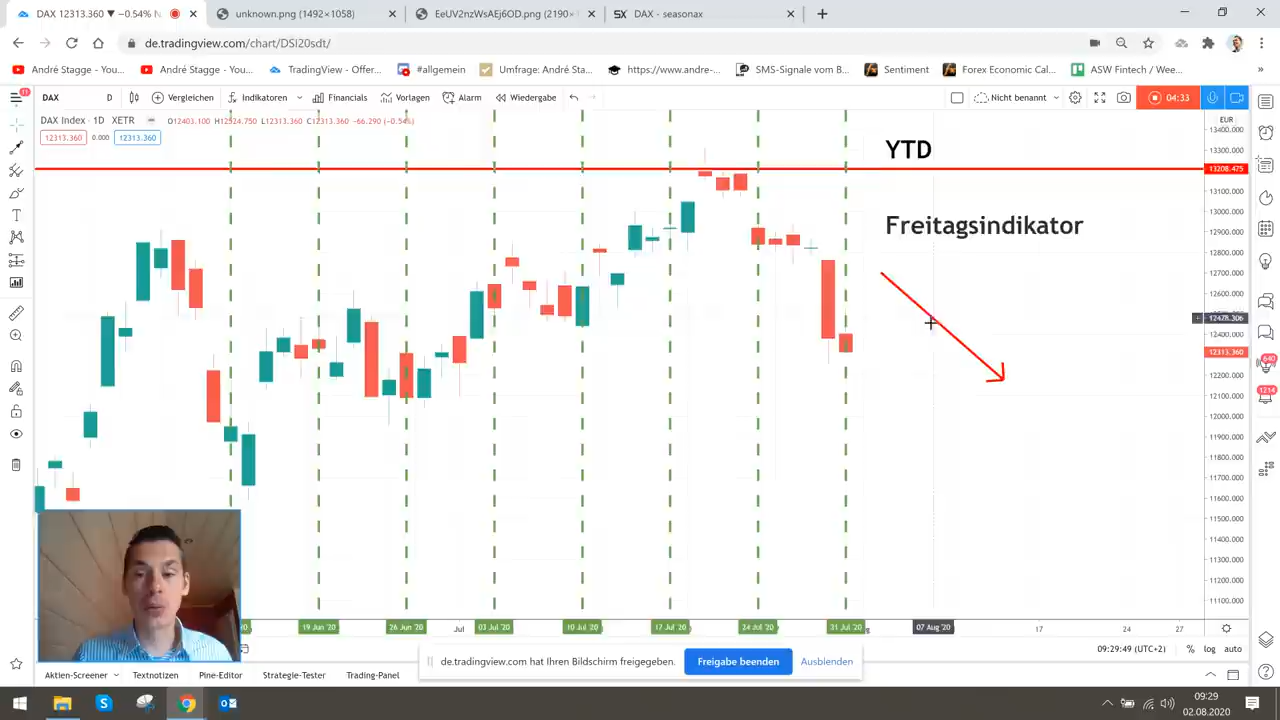 DAX 12313.360 ▼ −0.54% N
unknown.png (1492×1058)
EeUV2nzWsAEj6OD.png (2190×
DAX - seasonax
de.tradingview.com/chart/DSI20sdt/
André Stagge - You...
André Stagge - You...
TradingView - Offer...
#allgemein
Umfrage: André Sta...
https://www.andre-...
SMS-Signale vom B...
Sentiment
Forex Economic Cal...
ASW Fintech / Wee...
»
11
DAX
D
Vergleichen
Indikatoren
Financials
Vorlagen
Alarm
Wiedergabe
Nicht benannt
04:33
DAX Index · 1D XETR
O12403.100 H12524.750 L12313.360 C12313.360 −66.290 (−0.54%)
12313.360
0.000
12313.360
EUR
13400.000
13300.000
13208.475
13100.000
13000.000
12900.000
12800.000
12700.000
12600.000
12478.306
12400.000
12313.360
12200.000
12100.000
12000.000
11900.000
11800.000
11700.000
11600.000
11500.000
11400.000
11300.000
11200.000
11100.000
YTD
Freitagsindikator
640
1214
19 Jun '20
26 Jun '20
Jul
03 Jul '20
10 Jul '20
17 Jul '20
24 Jul '20
31 Jul '20
07 Aug '20
17
24
27
09:29:49 (UTC+2)
%
log
auto
de.tradingview.com hat Ihren Bildschirm freigegeben.
Freigabe beenden
Ausblenden
Aktien-Screener
Textnotizen
Pine-Editor
Strategie-Tester
Trading-Panel
09:29
02.08.2020